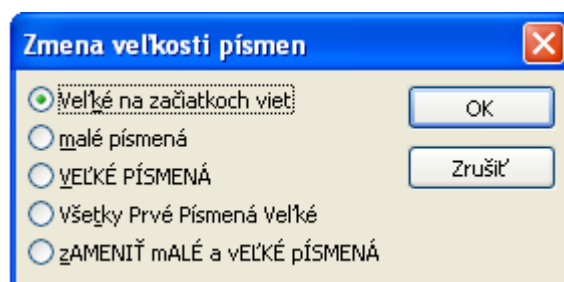 Zmena veľkosti písmen
Veľké na začiatkoch viet
OK
malé písmená
VEĽKÉ PÍSMENÁ
Zrušiť
Všetky Prvé Písmená Veľké
zAMENIŤ mALÉ a vEĽKÉ pÍSMENÁ